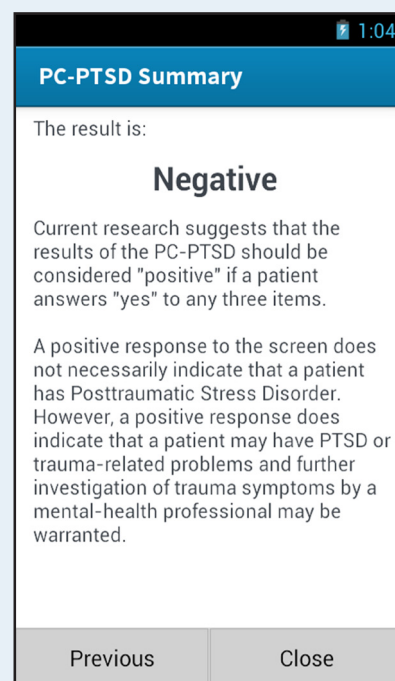 1:04
PC-PTSD Summary
The result is:
Negative
Current research suggests that the
results of the PC-PTSD should be
considered "positive" if a patient
answers "yes" to any three items.
A positive response to the screen does
not necessarily indicate that a patient
has Posttraumatic Stress Disorder.
However, a positive response does
indicate that a patient may have PTSD or
trauma-related problems and further
investigation of trauma symptoms by a
mental-health professional may be
warranted.
Previous
Close